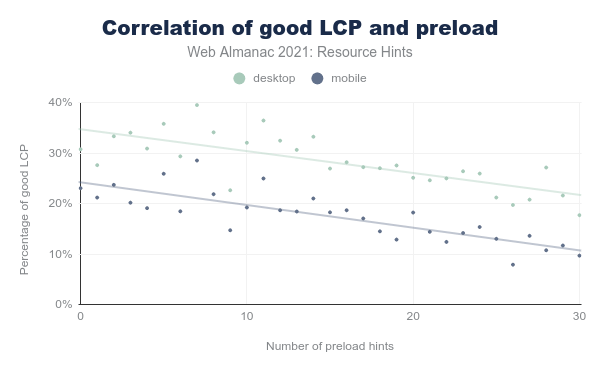 Correlation of good LCP and preload
Web Almanac 2021: Resource Hints
desktop mobile
40%
30%
20%
10%
0%
Percentage of good LCP
0 10 20 30
Number of preload hints